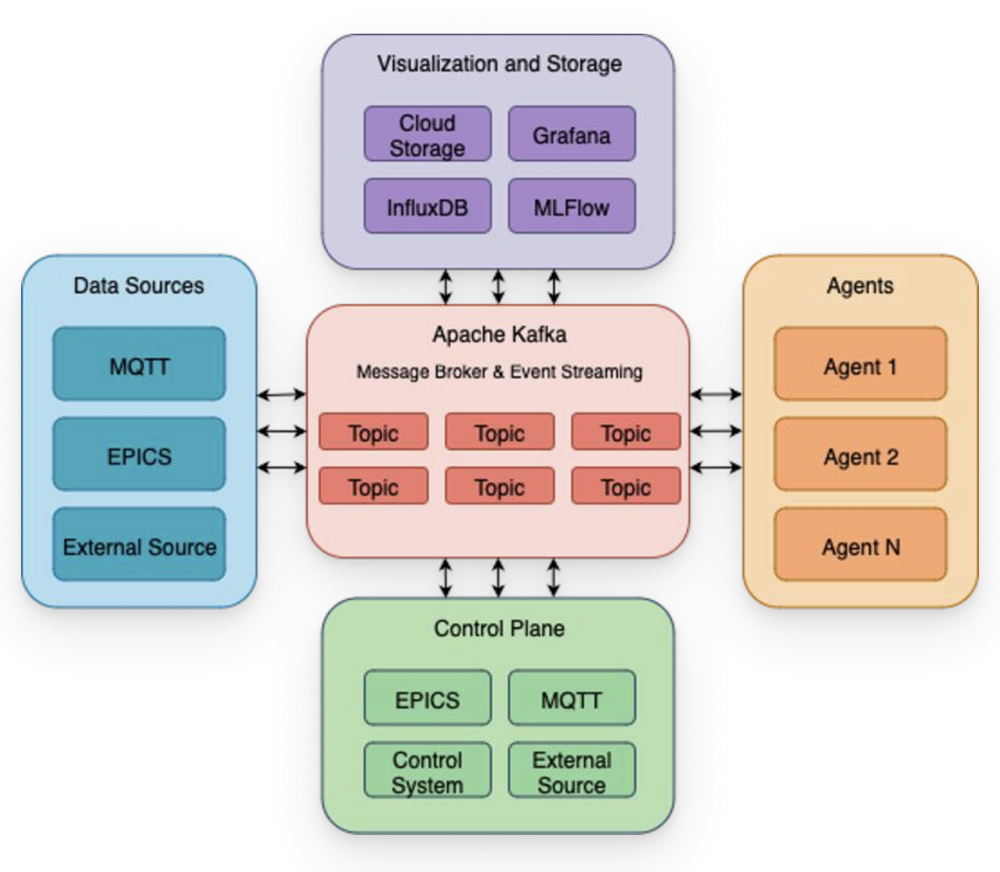 Visualization and Storage
Cloud
Storage
Grafana
InfluxDB
MLFlow
Data Sources
MQTT
EPICS
External Source
Apache Kafka
Message Broker & Event Streaming
Topic
Topic
Topic
Topic
Topic
Topic
Agents
Agent 1
Agent 2
Agent N
Control Plane
EPICS
MQTT
Control
System
External
Source